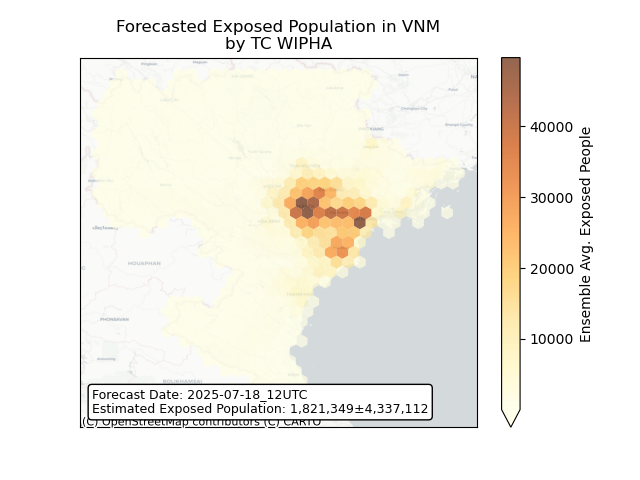 Forecasted Exposed Population in VNM
by TC WIPHA
40000
30000
20000
10000
Ensemble Avg. Exposed People
HOUAPHAN
PHONSAVAN
Forecast Date: 2025-07-18_12UTC
Estimated Exposed Population: 1,821,349±4,337,112
(C) OpenStreetMap contributors (C) CARTO